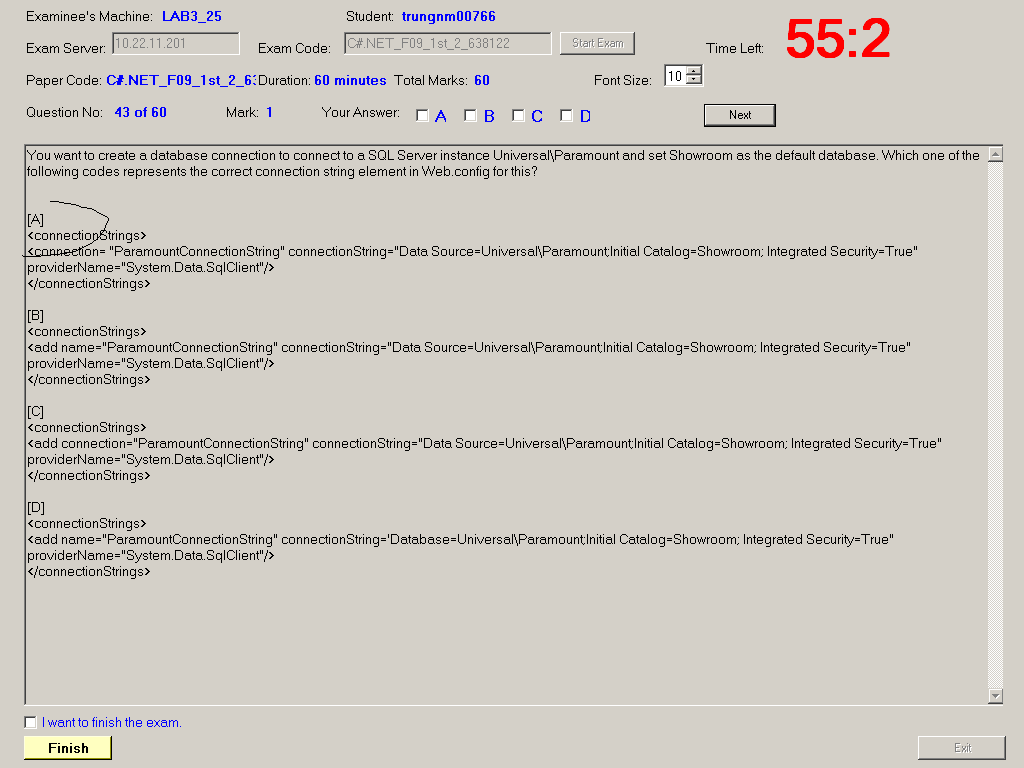 Examinee's Machine: LAB3_25 Student: trungnm00766
Exam Server: 10.22.11.201 Exam Code: C#.NET_F09_1st_2_638122 Start Exam Time Left: 55:2
Paper Code: C#.NET_F09_1st_2_63 Duration: 60 minutes Total Marks: 60 Font Size: 10
Question No: 43 of 60 Mark: 1 Your Answer: A B C D Next
You want to create a database connection to connect to a SQL Server instance Universal\Paramount and set Showroom as the default database. Which one of the
following codes represents the correct connection string element in Web.config for this?
[A]
<connectionStrings>
<connection= "ParamountConnectionString" connectionString="Data Source=Universal\Paramount;Initial Catalog=Showroom; Integrated Security=True"
providerName="System.Data.SqlClient"/>
</connectionStrings>
[B]
<connectionStrings>
<add name="ParamountConnectionString" connectionString="Data Source=Universal\Paramount;Initial Catalog=Showroom; Integrated Security=True"
providerName="System.Data.SqlClient"/>
</connectionStrings>
[C]
<connectionStrings>
<add connection="ParamountConnectionString" connectionString="Data Source=Universal\Paramount;Initial Catalog=Showroom; Integrated Security=True"
providerName="System.Data.SqlClient"/>
</connectionStrings>
[D]
<connectionStrings>
<add name="ParamountConnectionString" connectionString='Database=Universal\Paramount;Initial Catalog=Showroom; Integrated Security=True"
providerName="System.Data.SqlClient"/>
</connectionStrings>
I want to finish the exam.
Finish Exit